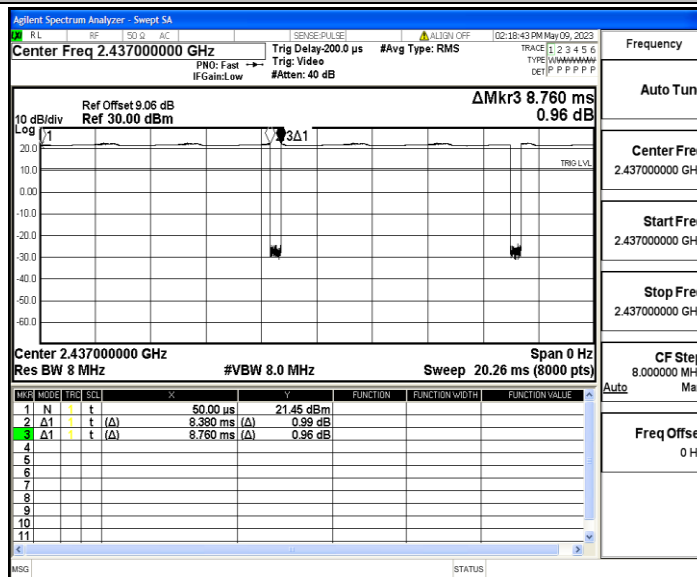 Agilent Spectrum Analyzer - Swept SA
RL RF 50 Ω AC SENSE:PULSE ALIGN OFF 02:18:43 PM May 09, 2023
Center Freq 2.437000000 GHz
PNO: Fast
IFGain:Low
Trig Delay-200.0 µs
Trig: Video
#Atten: 40 dB
#Avg Type: RMS
TRACE 1 2 3 4 5 6
TYPE
DET P P P P P P
Frequency
Auto Tun
Center Fre
2.437000000 GH
Start Fre
2.437000000 GH
Stop Fre
2.437000000 GH
CF Ste
8.000000 MH
Auto Ma
Freq Offse
0 H
ΔMkr3 8.760 ms
0.96 dB
Ref Offset 9.06 dB
10 dB/div Ref 30.00 dBm
Log
1
3Δ1
20.0
TRIG LVL
10.0
0.00
-10.0
-20.0
-30.0
-40.0
-50.0
-60.0
Center 2.437000000 GHz Span 0 Hz
Res BW 8 MHz #VBW 8.0 MHz Sweep 20.26 ms (8000 pts)
MKR MODE TRC SCL X Y FUNCTION FUNCTION WIDTH FUNCTION VALUE
1 N 1 t 50.00 µs 21.45 dBm
2 Δ1 1 t (Δ) 8.380 ms (Δ) 0.99 dB
3 Δ1 1 t (Δ) 8.760 ms (Δ) 0.96 dB
4
5
6
7
8
9
10
11
MSG STATUS